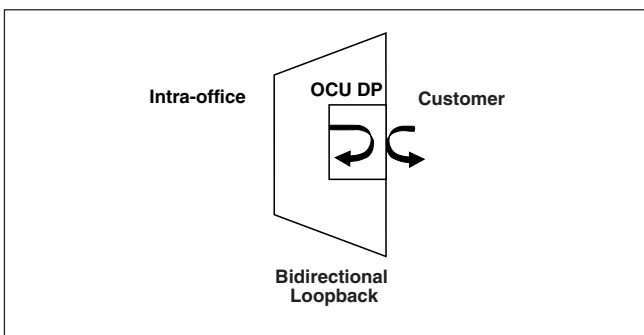 OCU DP
Intra-office
Customer
Bidirectional
Loopback